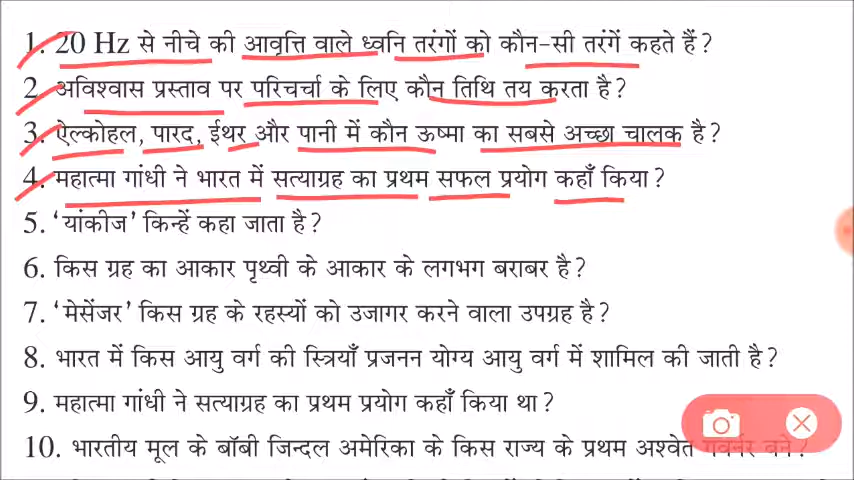 1. 20 Hz से नीचे की आवृत्ति वाले ध्वनि तरंगों को कौन-सी तरंगें कहते हैं?
2. अविश्वास प्रस्ताव पर परिचर्चा के लिए कौन तिथि तय करता है?
3. ऐल्कोहल, पारद, ईथर और पानी में कौन ऊष्मा का सबसे अच्छा चालक है?
4. महात्मा गांधी ने भारत में सत्याग्रह का प्रथम सफल प्रयोग कहाँ किया?
5. ‘यांकीज’ किन्हें कहा जाता है?
6. किस ग्रह का आकार पृथ्वी के आकार के लगभग बराबर है?
7. ‘मेसेंजर’ किस ग्रह के रहस्यों को उजागर करने वाला उपग्रह है?
8. भारत में किस आयु वर्ग की स्त्रियाँ प्रजनन योग्य आयु वर्ग में शामिल की जाती है?
9. महात्मा गांधी ने सत्याग्रह का प्रथम प्रयोग कहाँ किया था?
10. भारतीय मूल के बॉबी जिन्दल अमेरिका के किस राज्य के प्रथम अश्वेत गवर्नर बने?